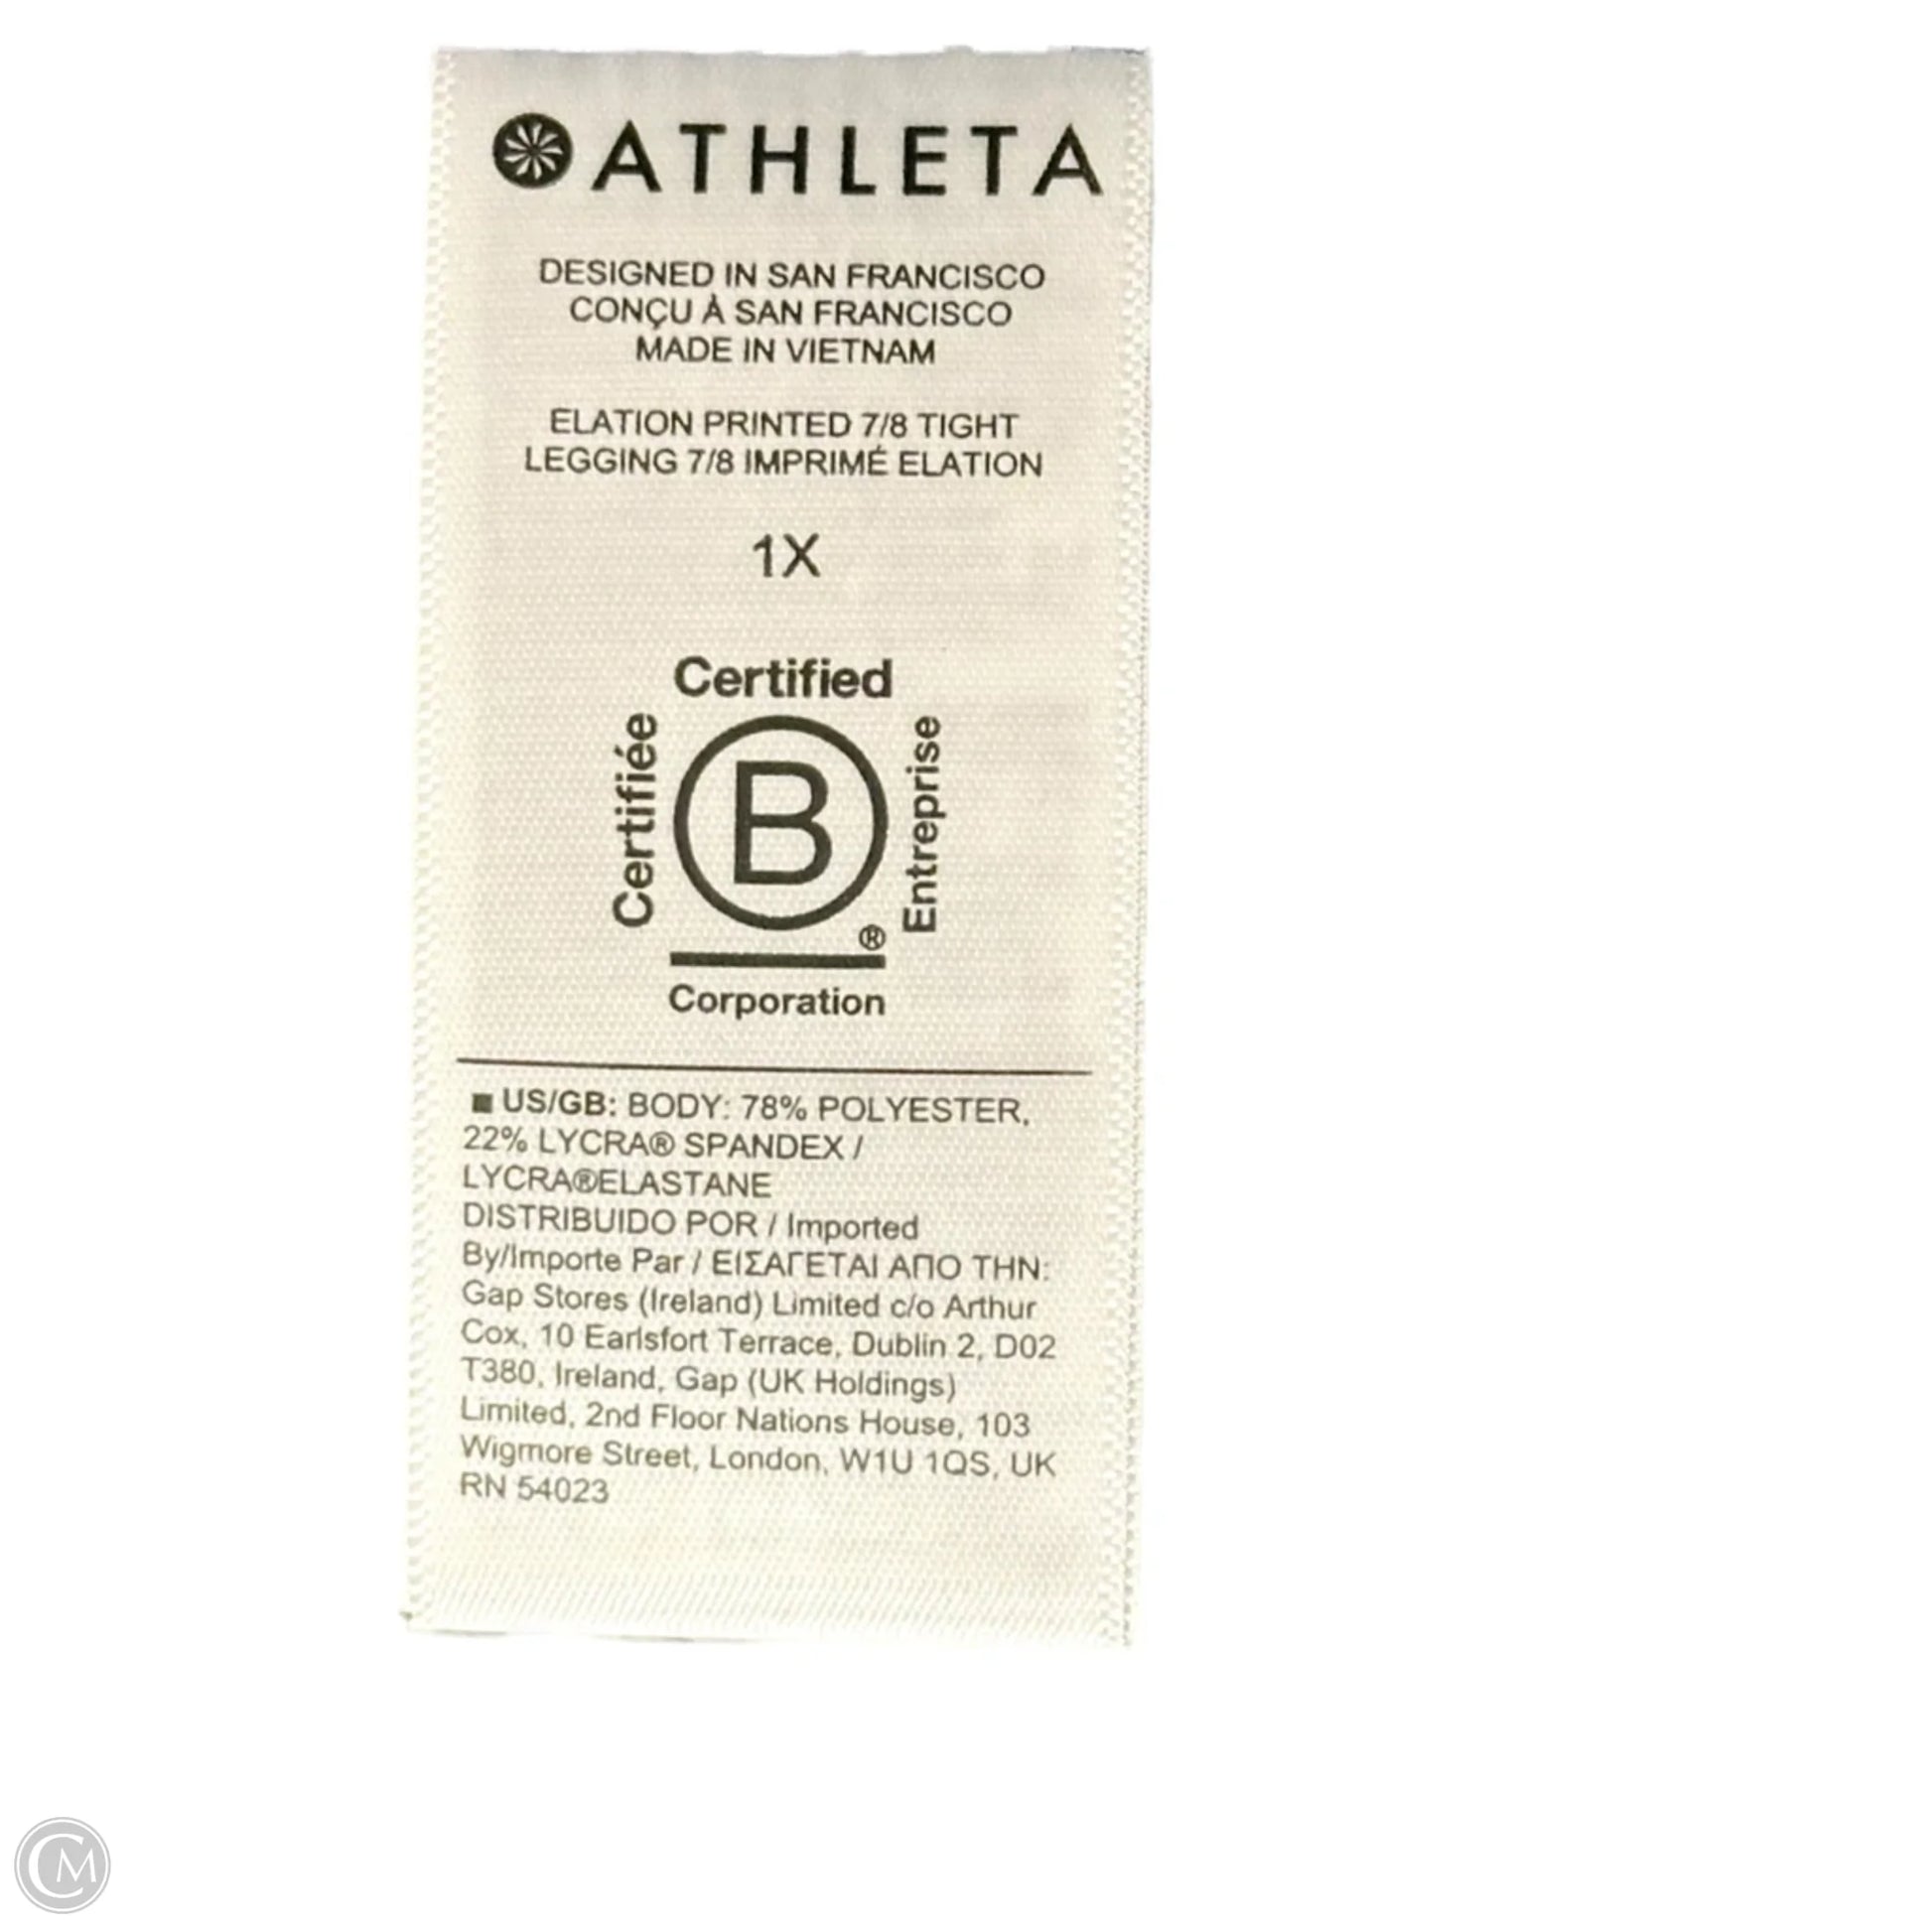 ATHLETA
DESIGNED IN SAN FRANCISCO
CONÇU À SAN FRANCISCO
MADE IN VIETNAM
ELATION PRINTED 7/8 TIGHT
LEGGING 7/8 IMPRIMÉ ELATION
1X
Certified
Certifiée
B
®
Entreprise
Corporation
■ US/GB: BODY: 78% POLYESTER,
22% LYCRA® SPANDEX /
LYCRA®ELASTANE
DISTRIBUIDO POR / Imported
By/Importe Par / ΕΙΣΑΓΕΤΑΙ ΑΠΟ ΤΗΝ:
Gap Stores (Ireland) Limited c/o Arthur
Cox, 10 Earlsfort Terrace, Dublin 2, D02
T380, Ireland, Gap (UK Holdings)
Limited, 2nd Floor Nations House, 103
Wigmore Street, London, W1U 1QS, UK
RN 54023
CM